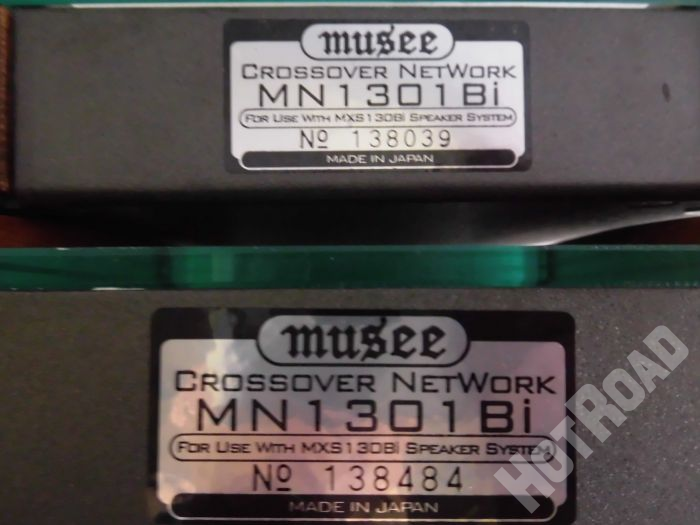 musee
CROSSOVER NETWORK
MN1301Bi
FOR USE WITH MXS130Bi SPEAKER SYSTEM
Nº 138039
MADE IN JAPAN
musee
CROSSOVER NETWORK
MN1301Bi
FOR USE WITH MXS130Bi SPEAKER SYSTEM
Nº 138484
MADE IN JAPAN
HOTROAD